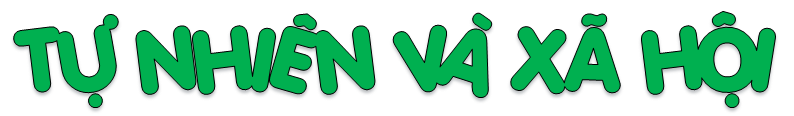 TỰ NHIÊN VÀ XÃ HỘI